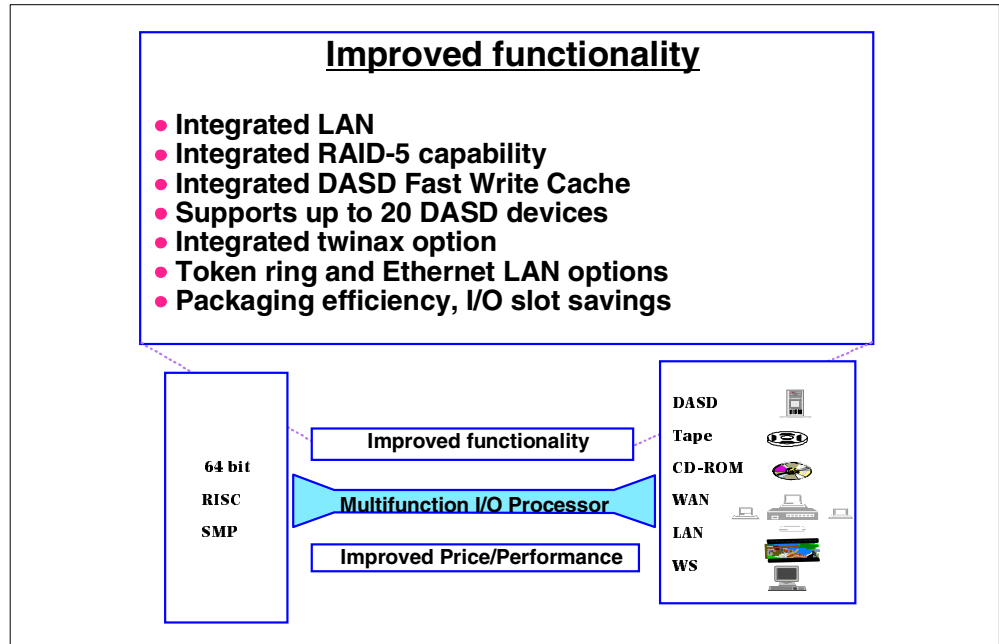 Improved functionality
• Integrated LAN
• Integrated RAID-5 capability
• Integrated DASD Fast Write Cache
• Supports up to 20 DASD devices
• Integrated twinax option
• Token ring and Ethernet LAN options
• Packaging efficiency, I/O slot savings
64 bit
RISC
SMP
Improved functionality
Multifunction I/O Processor
Improved Price/Performance
DASD
Tape
CD-ROM
WAN
LAN
WS